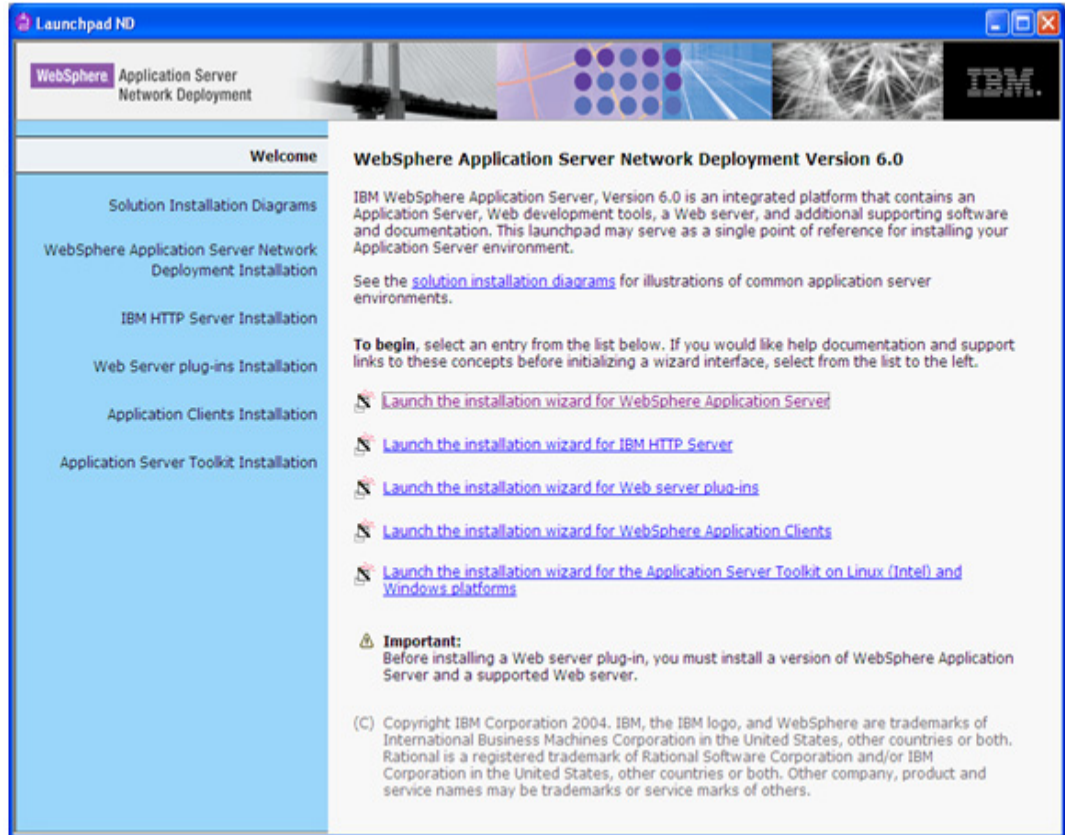 Launchpad ND
WebSphere Application Server
Network Deployment
IBM.
Welcome
Solution Installation Diagrams
WebSphere Application Server Network
Deployment Installation
IBM HTTP Server Installation
Web Server plug-ins Installation
Application Clients Installation
Application Server Toolkit Installation
WebSphere Application Server Network Deployment Version 6.0
IBM WebSphere Application Server, Version 6.0 is an integrated platform that contains an
Application Server, Web development tools, a Web server, and additional supporting software
and documentation. This launchpad may serve as a single point of reference for installing your
Application Server environment.
See the solution installation diagrams for illustrations of common application server
environments.
To begin, select an entry from the list below. If you would like help documentation and support
links to these concepts before initializing a wizard interface, select from the list to the left.
Launch the installation wizard for WebSphere Application Server
Launch the installation wizard for IBM HTTP Server
Launch the installation wizard for Web server plug-ins
Launch the installation wizard for WebSphere Application Clients
Launch the installation wizard for the Application Server Toolkit on Linux (Intel) and
Windows platforms
Important:
Before installing a Web server plug-in, you must install a version of WebSphere Application
Server and a supported Web server.
(C) Copyright IBM Corporation 2004. IBM, the IBM logo, and WebSphere are trademarks of
International Business Machines Corporation in the United States, other countries or both.
Rational is a registered trademark of Rational Software Corporation and/or IBM
Corporation in the United States, other countries or both. Other company, product and
service names may be trademarks or service marks of others.